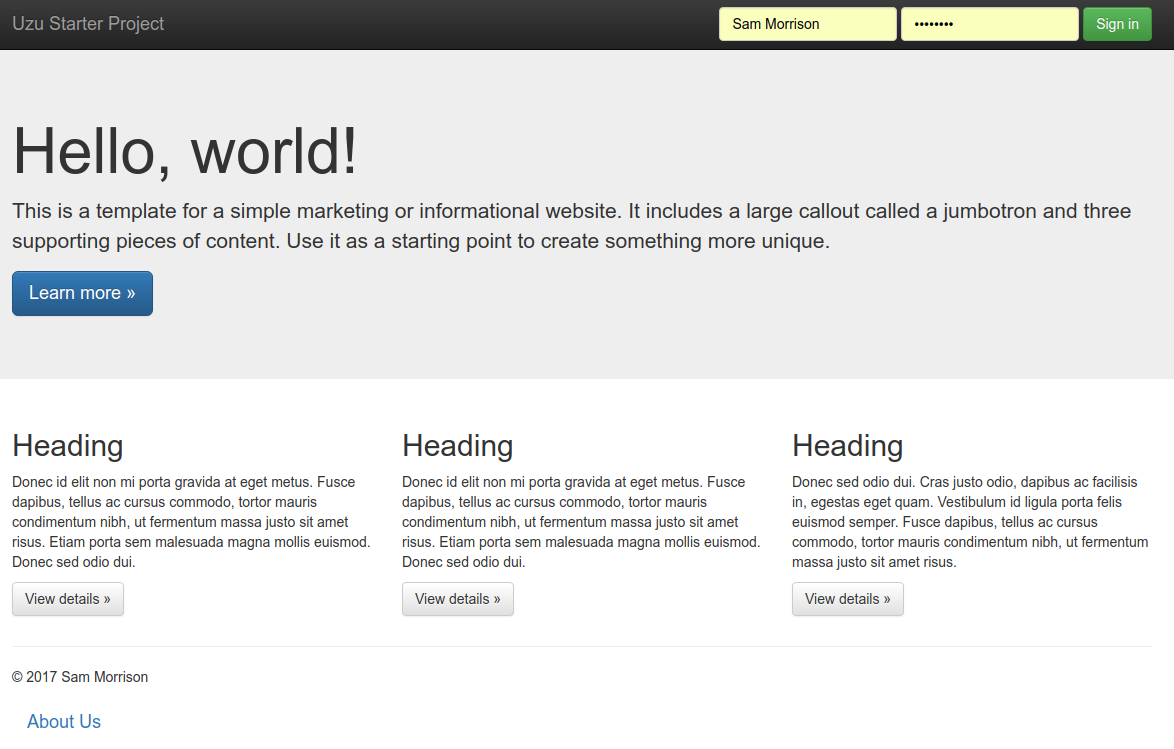 Uzu Starter Project
Sam Morrison
••••••••
Sign in
Hello, world!
This is a template for a simple marketing or informational website. It includes a large callout called a jumbotron and three
supporting pieces of content. Use it as a starting point to create something more unique.
Learn more »
Heading
Donec id elit non mi porta gravida at eget metus. Fusce
dapibus, tellus ac cursus commodo, tortor mauris
condimentum nibh, ut fermentum massa justo sit amet
risus. Etiam porta sem malesuada magna mollis euismod.
Donec sed odio dui.
View details »
Heading
Donec id elit non mi porta gravida at eget metus. Fusce
dapibus, tellus ac cursus commodo, tortor mauris
condimentum nibh, ut fermentum massa justo sit amet
risus. Etiam porta sem malesuada magna mollis euismod.
Donec sed odio dui.
View details »
Heading
Donec sed odio dui. Cras justo odio, dapibus ac facilisis
in, egestas eget quam. Vestibulum id ligula porta felis
euismod semper. Fusce dapibus, tellus ac cursus
commodo, tortor mauris condimentum nibh, ut fermentum
massa justo sit amet risus.
View details »
© 2017 Sam Morrison
About Us